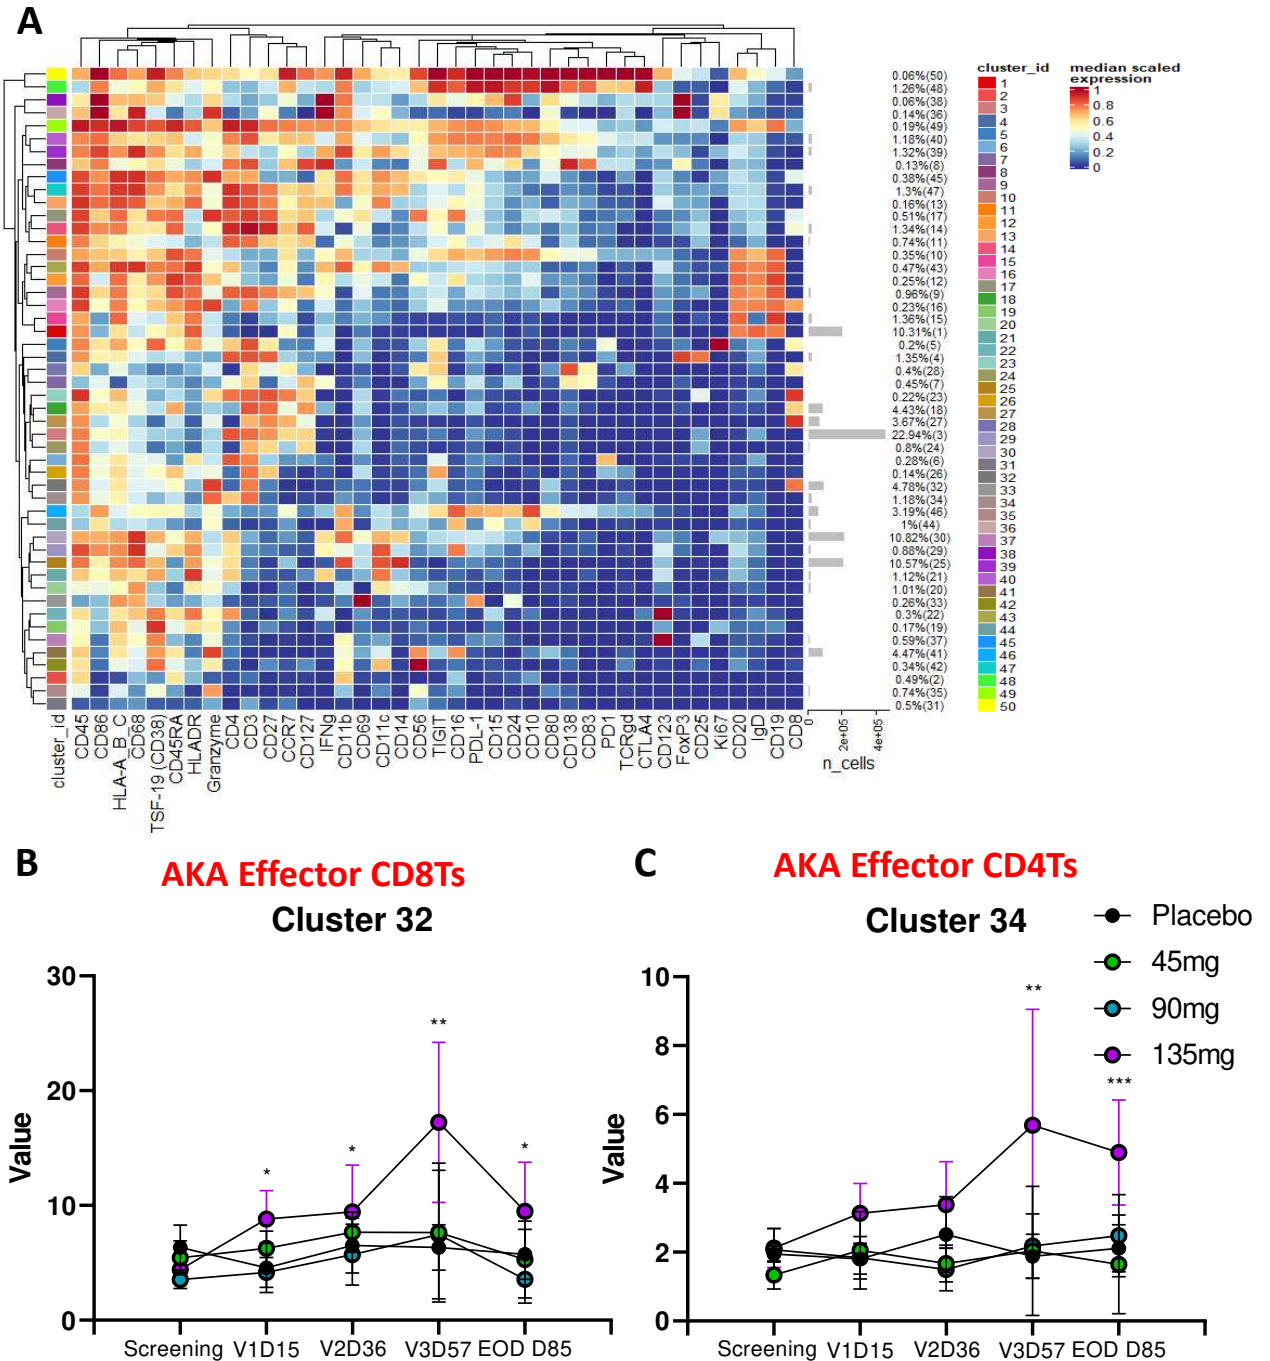 A
cluster_id
1
2
3
4
5
6
7
8
9
10
11
12
13
14
15
16
17
18
19
20
21
22
23
24
25
26
27
28
29
30
31
32
33
34
35
36
37
38
39
40
41
42
43
44
45
46
47
48
49
50
median scaled
expression
1
0.8
0.6
0.4
0.2
0
0.06%(50)
1.26%(48)
0.06%(38)
0.14%(36)
0.19%(49)
1.18%(40)
1.32%(39)
0.13%(8)
0.38%(45)
1.3%(47)
0.16%(13)
0.51%(17)
1.34%(14)
0.74%(11)
0.35%(10)
0.47%(43)
0.25%(12)
0.96%(9)
0.23%(16)
1.36%(15)
10.31%(1)
0.2%(5)
1.35%(4)
0.4%(28)
0.45%(7)
0.22%(23)
4.43%(18)
3.67%(27)
22.94%(3)
0.8%(24)
0.28%(6)
0.14%(26)
4.78%(32)
1.18%(34)
3.19%(46)
1%(44)
10.82%(30)
0.88%(29)
10.57%(25)
1.12%(21)
1.01%(20)
0.26%(33)
0.3%(22)
0.17%(19)
0.59%(37)
4.47%(41)
0.34%(42)
0.49%(2)
0.74%(35)
0.5%(31)
cluster_id
CD45
CD86
HLA-A_B_C
CD68
TSF-19 (CD39)
CD45RA
HLADR
Granzyme
CD4
CD3
CD27
CCR7
CD127
IFNg
CD11b
CD69
CD11c
CD14
CD56
TIGIT
CD16
PDL-1
CD15
CD24
CD10
CD80
CD138
CD83
PD1
TCRgd
CTLA4
CD123
FoxP3
CD25
Ki67
CD20
IgD
CD19
CD8
0
2e+05
4e+05
n_cells
B
AKA Effector CD8Ts
Cluster 32
Value
30
20
10
0
*
*
**
*
Screening V1D15 V2D36 V3D57 EOD D85
C
AKA Effector CD4Ts
Cluster 34
Placebo
45mg
90mg
135mg
Value
10
8
6
4
2
0
**
***
Screening V1D15 V2D36 V3D57 EOD D85